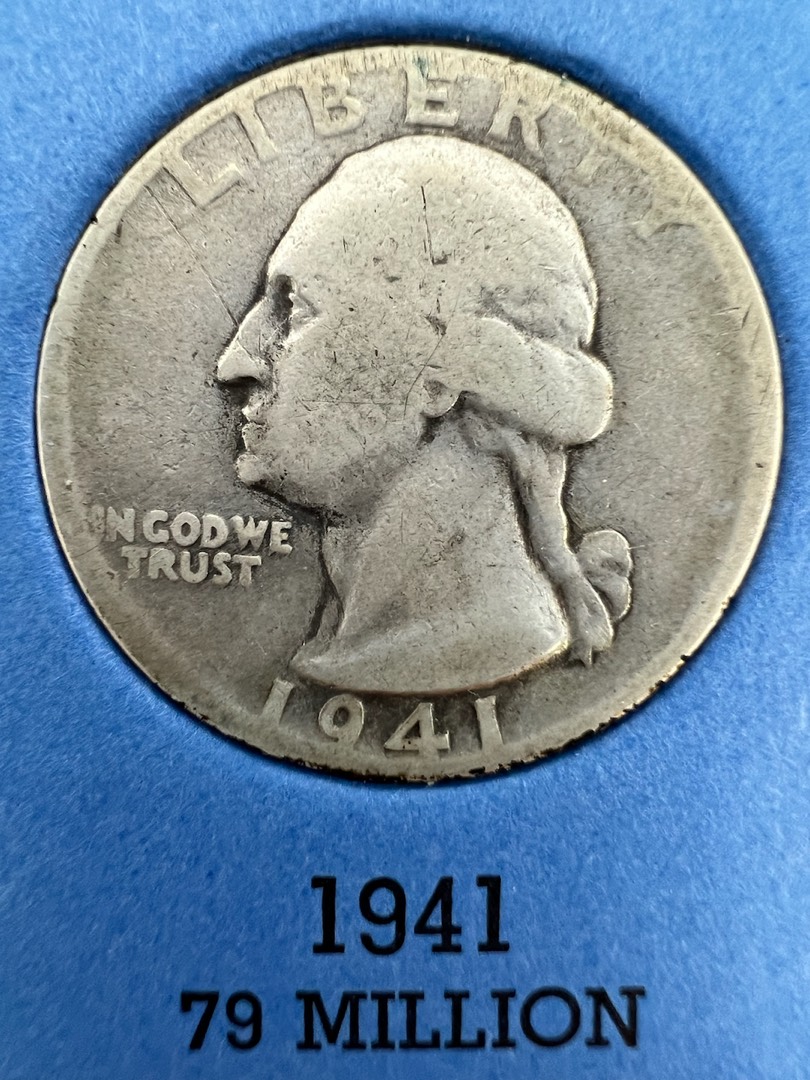 LIBERTY
IN GOD WE
TRUST
1941
1941
79 MILLION